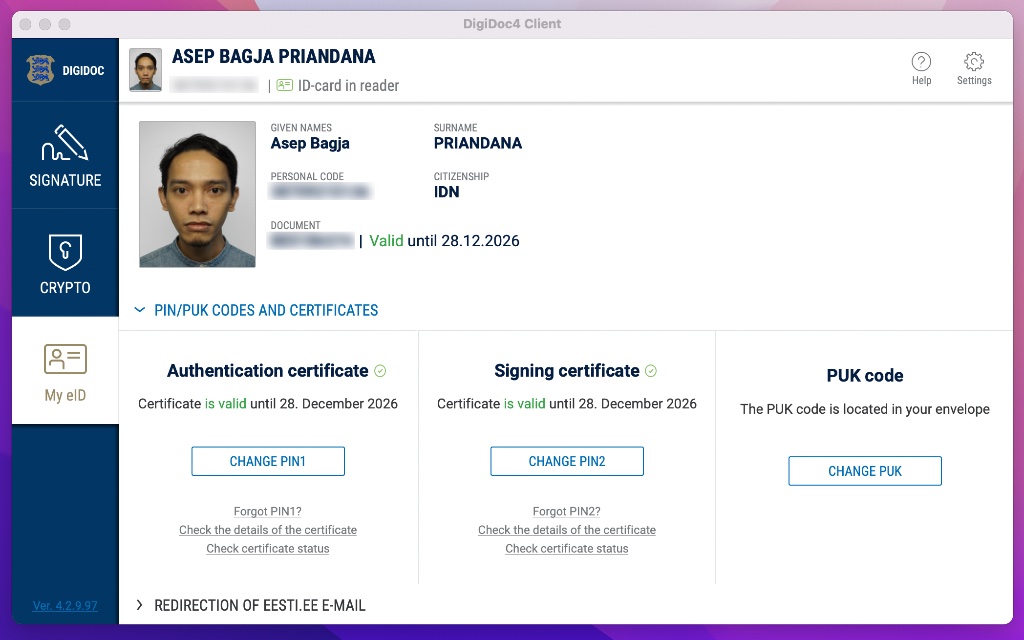 DigiDoc4 Client
DIGIDOC
ASEP BAGJA PRIANDANA
| ID-card in reader
Help
Settings
SIGNATURE
CRYPTO
My eID
Ver. 4.2.9.97
GIVEN NAMES
Asep Bagja
SURNAME
PRIANDANA
PERSONAL CODE
CITIZENSHIP
IDN
DOCUMENT
| Valid until 28.12.2026
PIN/PUK CODES AND CERTIFICATES
Authentication certificate
Certificate is valid until 28. December 2026
CHANGE PIN1
Forgot PIN1?
Check the details of the certificate
Check certificate status
Signing certificate
Certificate is valid until 28. December 2026
CHANGE PIN2
Forgot PIN2?
Check the details of the certificate
Check certificate status
PUK code
The PUK code is located in your envelope
CHANGE PUK
REDIRECTION OF EESTI.EE E-MAIL